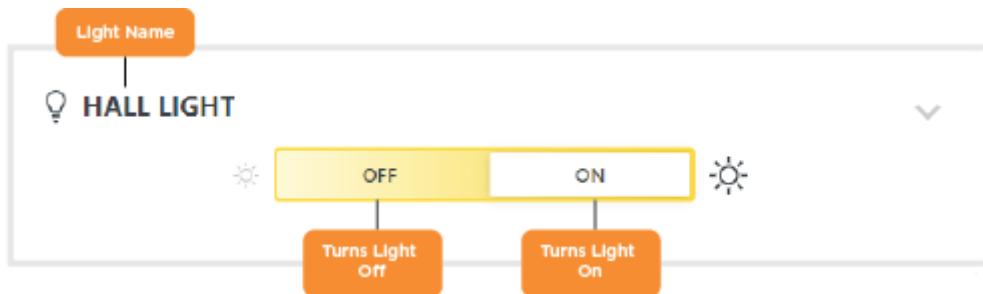 Light Name
HALL LIGHT
OFF
ON
Turns Light
Off
Turns Light
On